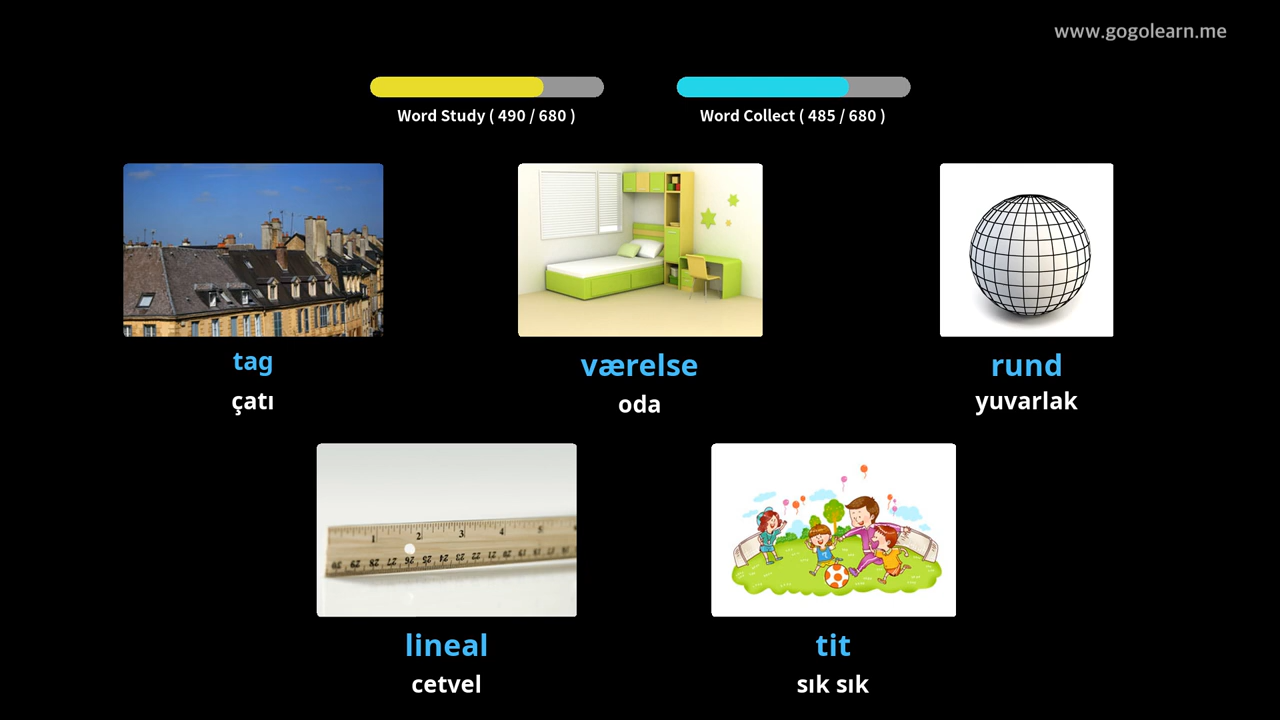 www.gogolearn.me
Word Study ( 490 / 680 )
Word Collect ( 485 / 680 )
tag
çatı
værelse
oda
rund
yuvarlak
lineal
cetvel
tit
sık sık